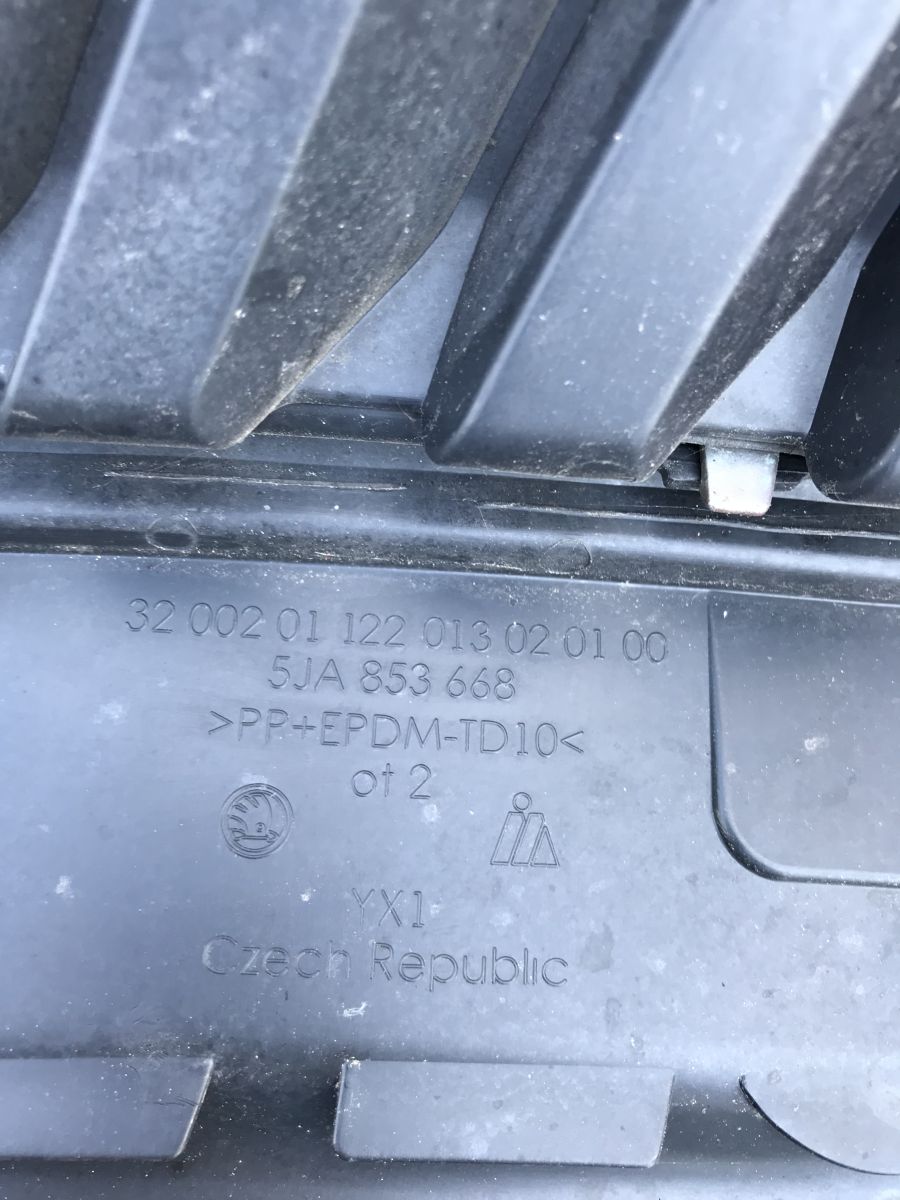 32 002 01 122 013 02 01 00
5JA 853 668
>PP+EPDM-TD10<
ot 2
YX1
Czech Republic